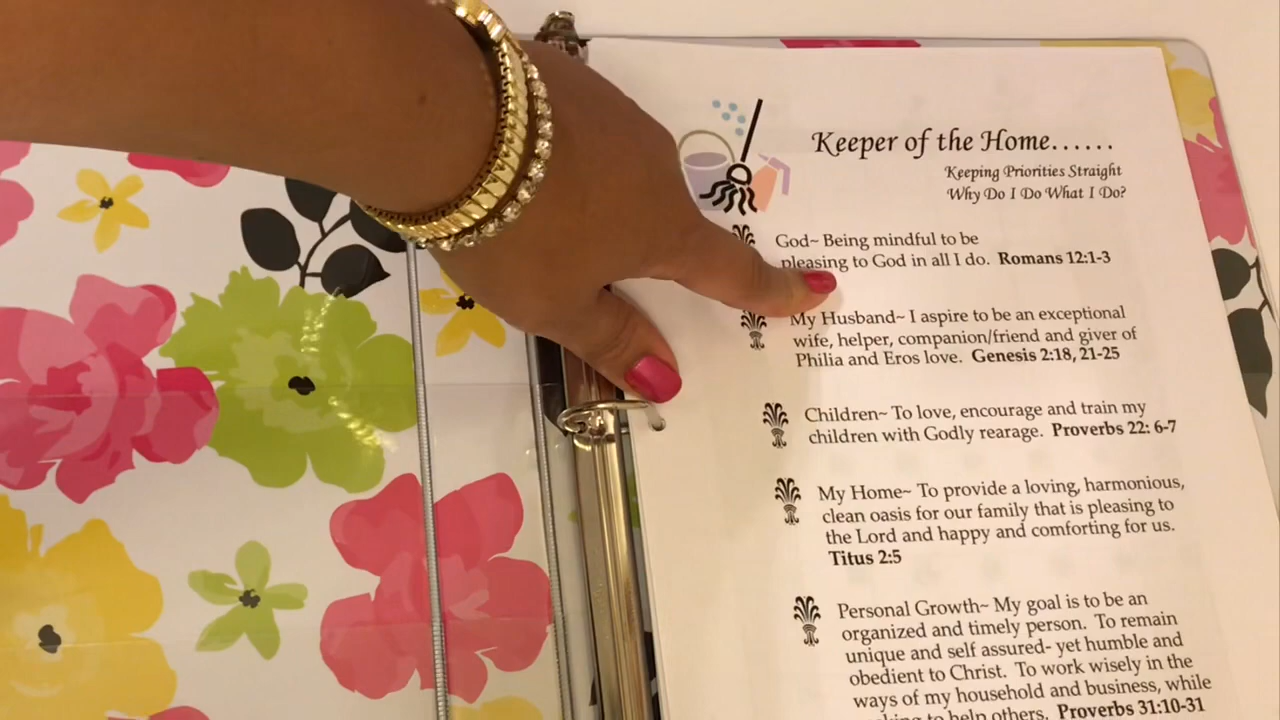 Keeper of the Home......
Keeping Priorities Straight
Why Do I Do What I Do?
God~ Being mindful to be
pleasing to God in all I do. Romans 12:1-3
My Husband~ I aspire to be an exceptional
wife, helper, companion/friend and giver of
Philia and Eros love. Genesis 2:18, 21-25
Children~ To love, encourage and train my
children with Godly rearage. Proverbs 22: 6-7
My Home~ To provide a loving, harmonious,
clean oasis for our family that is pleasing to
the Lord and happy and comforting for us.
Titus 2:5
Personal Growth~ My goal is to be an
organized and timely person. To remain
unique and self assured- yet humble and
obedient to Christ. To work wisely in the
ways of my household and business, while
to help others. Proverbs 31:10-31